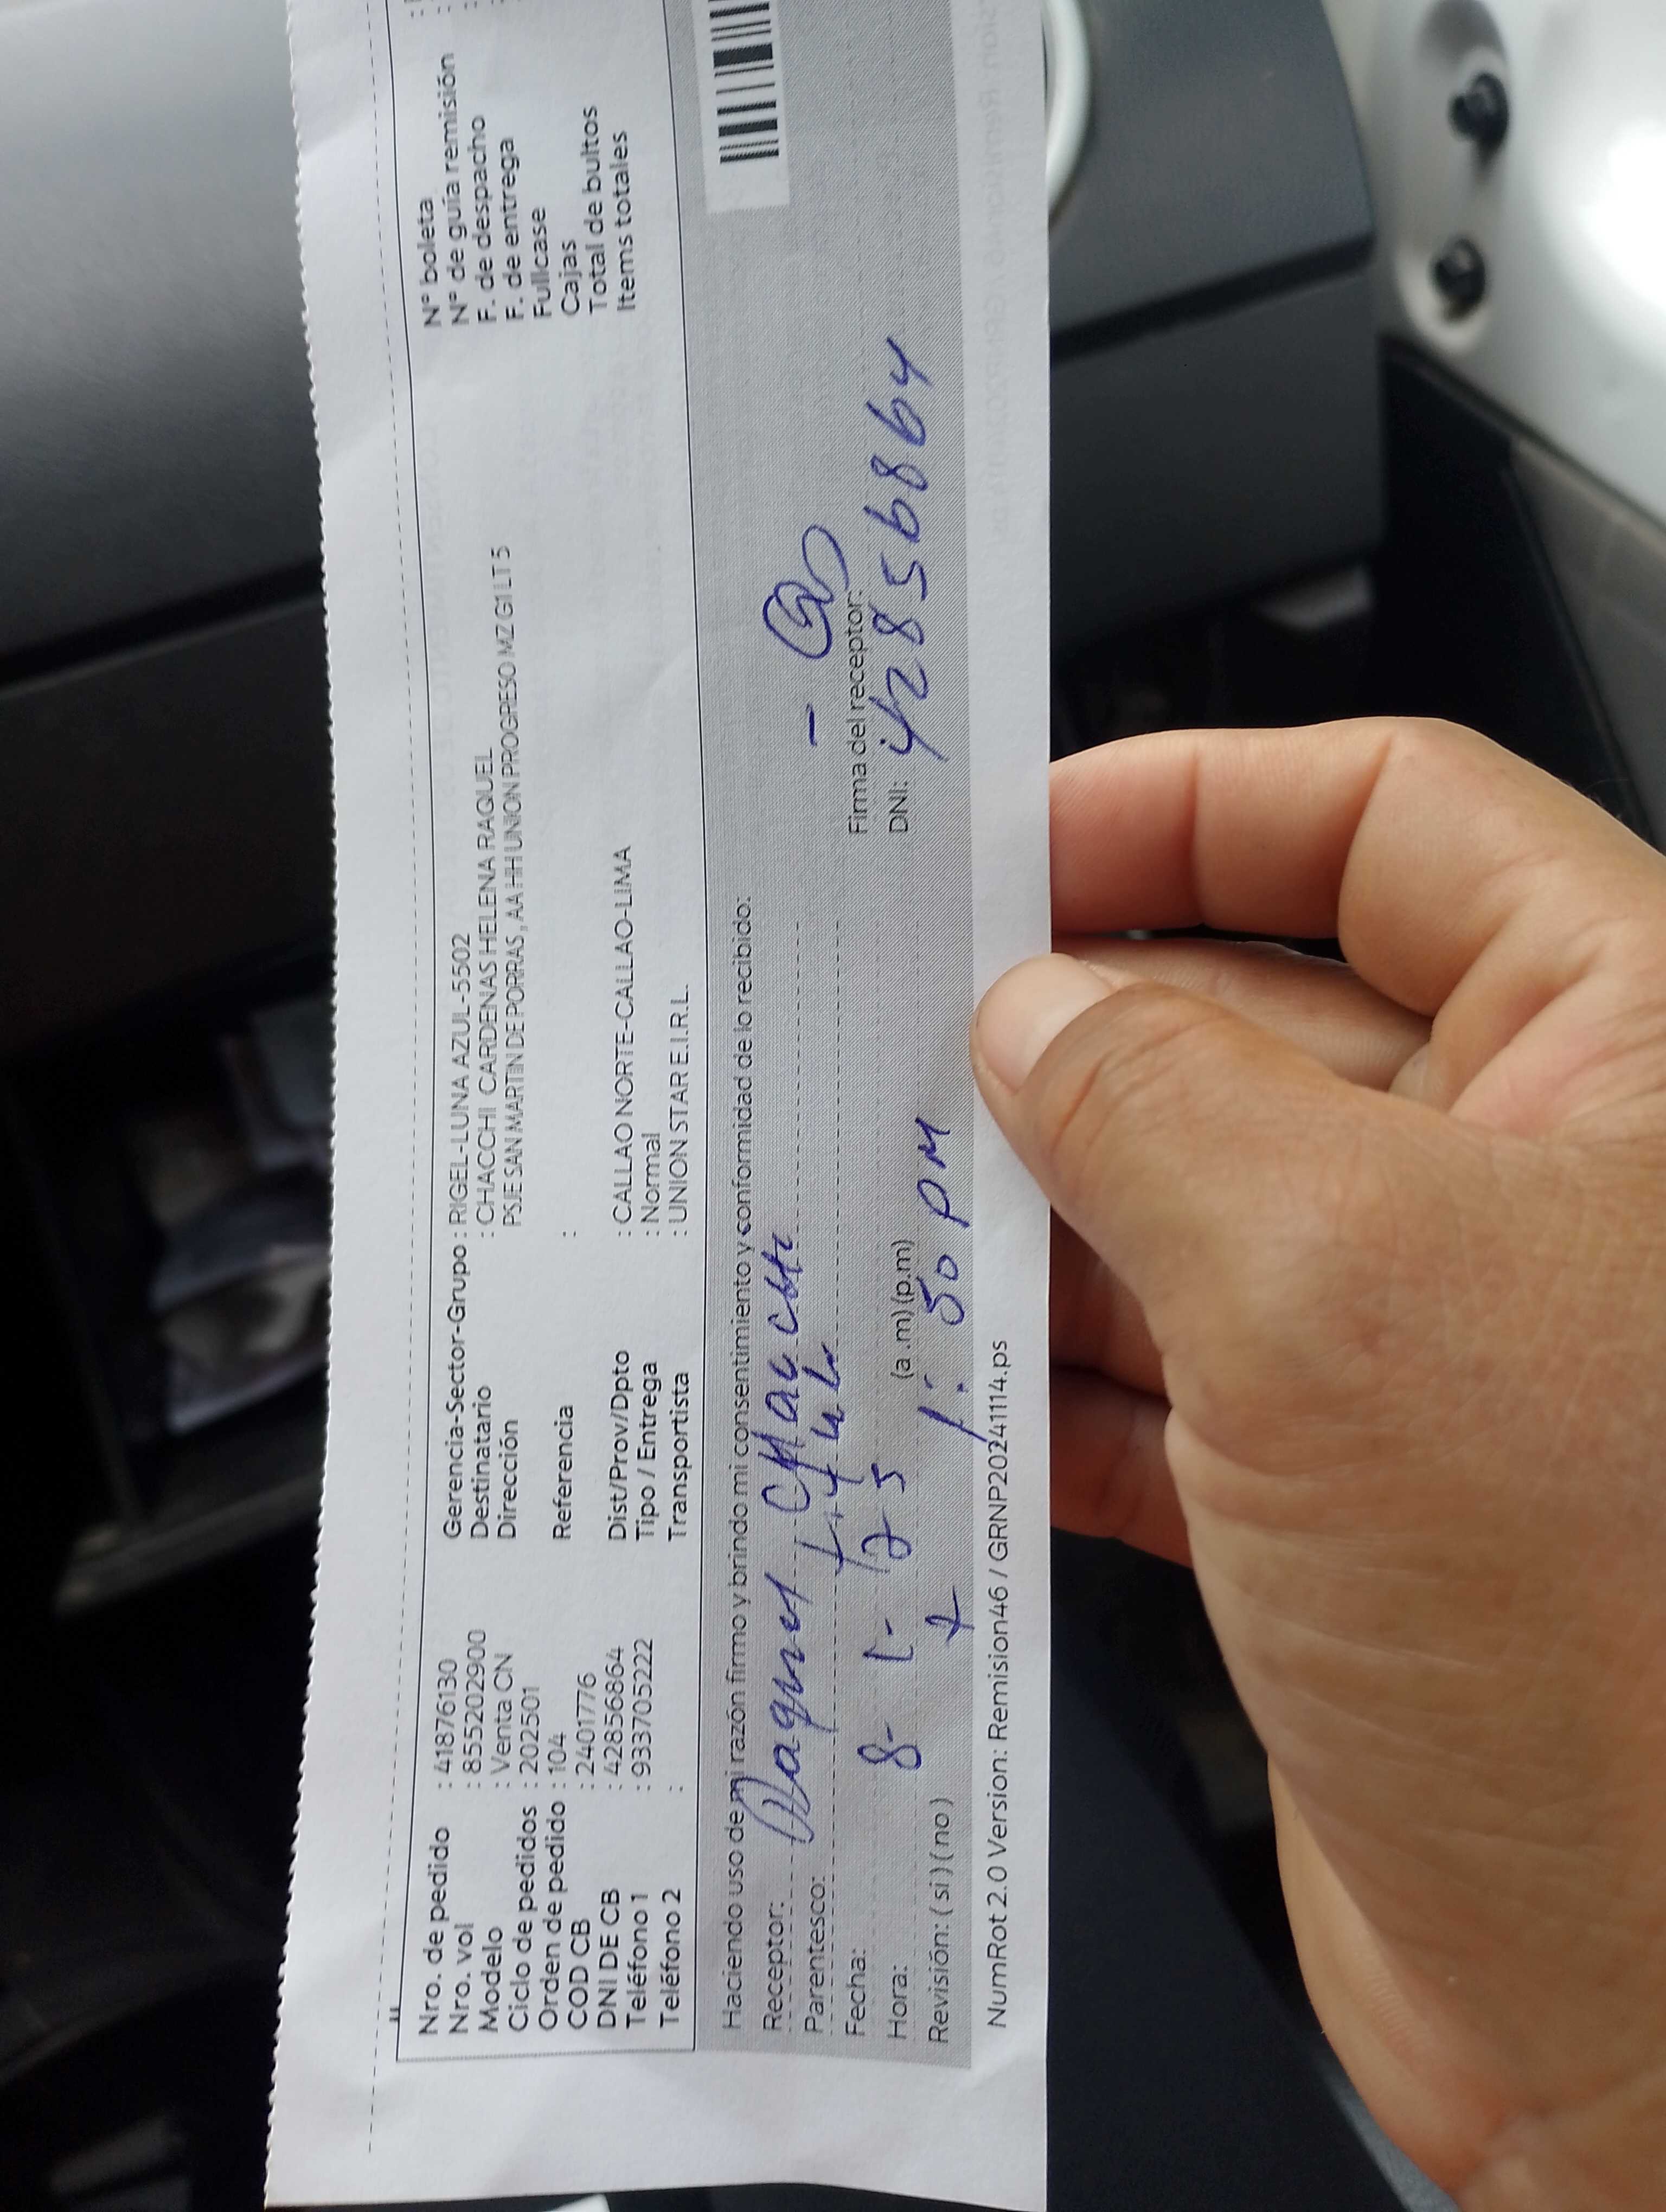 Nro. de pedido : 41876130
Nro. vol : 855202900
Modelo : Venta CN
Ciclo de pedidos : 202501
Orden de pedido : 104
COD CB : 2401776
DNI DE CB : 42856864
Teléfono 1 : 933705222
Teléfono 2 :
Gerencia-Sector-Grupo : RIGEL-LUNA AZUL-5502
Destinatario : CHACCHI CARDENAS HELENA RAQUEL
Dirección PSJE SAN MARTIN DE PORRAS, AA HH UNION PROGRESO MZ G1 LT 5
Referencia :
Dist/Prov/Dpto : CALLAO NORTE-CALLAO-LIMA
Tipo / Entrega : Normal
Transportista : UNION STAR E.I.R.L.
N° boleta
N° de guía remisión
F. de despacho
F. de entrega
Fullcase
Cajas
Total de bultos
Items totales
Haciendo uso de mi razón firmo y brindo mi consentimiento y conformidad de lo recibido:
Receptor: Raquel CHacchi
Parentesco:
Fecha: 8- 1- 25
Firma del receptor:
Hora: (a.m) (p.m) 1:50 PM
DNI: 42856864
Revisión: ( si ) ( no )
NumRot 2.0 Version: Remision46 / GRNP20241114.ps